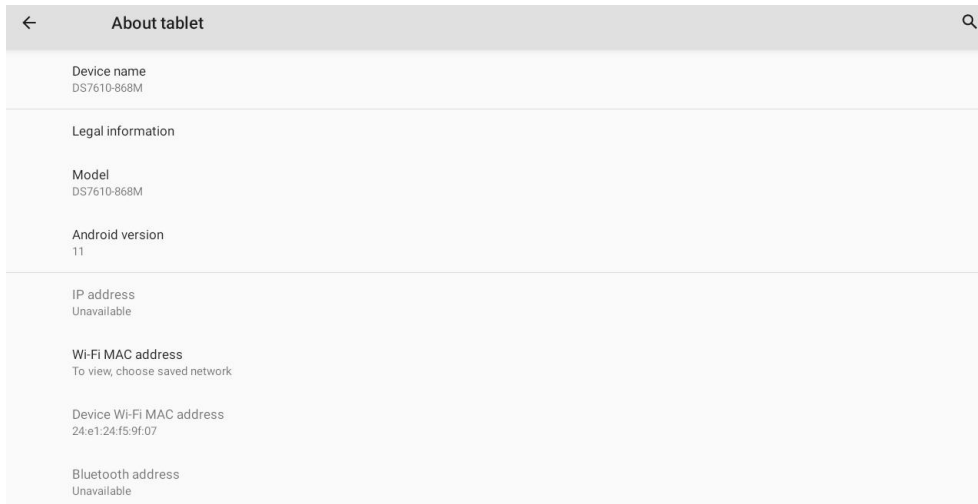 About tablet
Device name
DS7610-868M
Legal information
Model
DS7610-868M
Android version
11
IP address
Unavailable
Wi-Fi MAC address
To view, choose saved network
Device Wi-Fi MAC address
24:e1:24:f5:9f:07
Bluetooth address
Unavailable